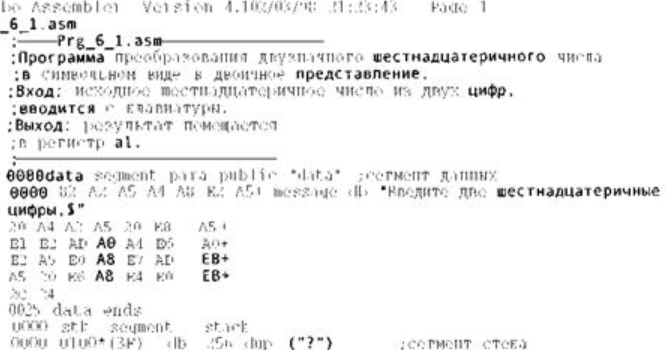 bo Assembler Version 4.1 02/03/98 21:23:43 Page 1
_6_1.asm
;——Prg_6_1.asm————————
;Программа преобразования двузначного шестнадцатеричного числа
;в символьном виде в двоичное представление.
;Вход: исходное шестнадцатеричное число из двух цифр,
;вводится с клавиатуры.
;Выход: результат помещается
;в регистр al.
;————————————
0000data segment para public "data" ;сегмент данных
0000 82 A2 A5 A4 A8 E2 A5+ message db "Введите две шестнадцатеричные
цифры,$"
20 A4 A2 A5 20 E8 A5+
E1 E2 AD A0 A4 E6 A0+
E2 A5 E0 A8 E7 AD EB+
A5 20 E6 A8 E4 E0 EB+
2C 24
0025 data ends
0000 stk segment stack
0000 0100*(3F) db 256 dup ("?") ;сегмент стека